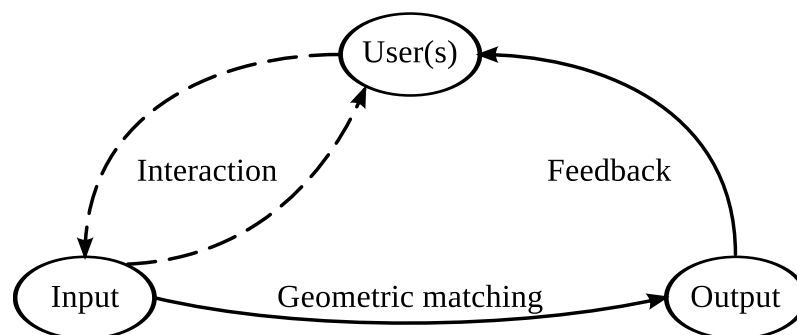 User(s)
Interaction
Feedback
Input
Geometric matching
Output